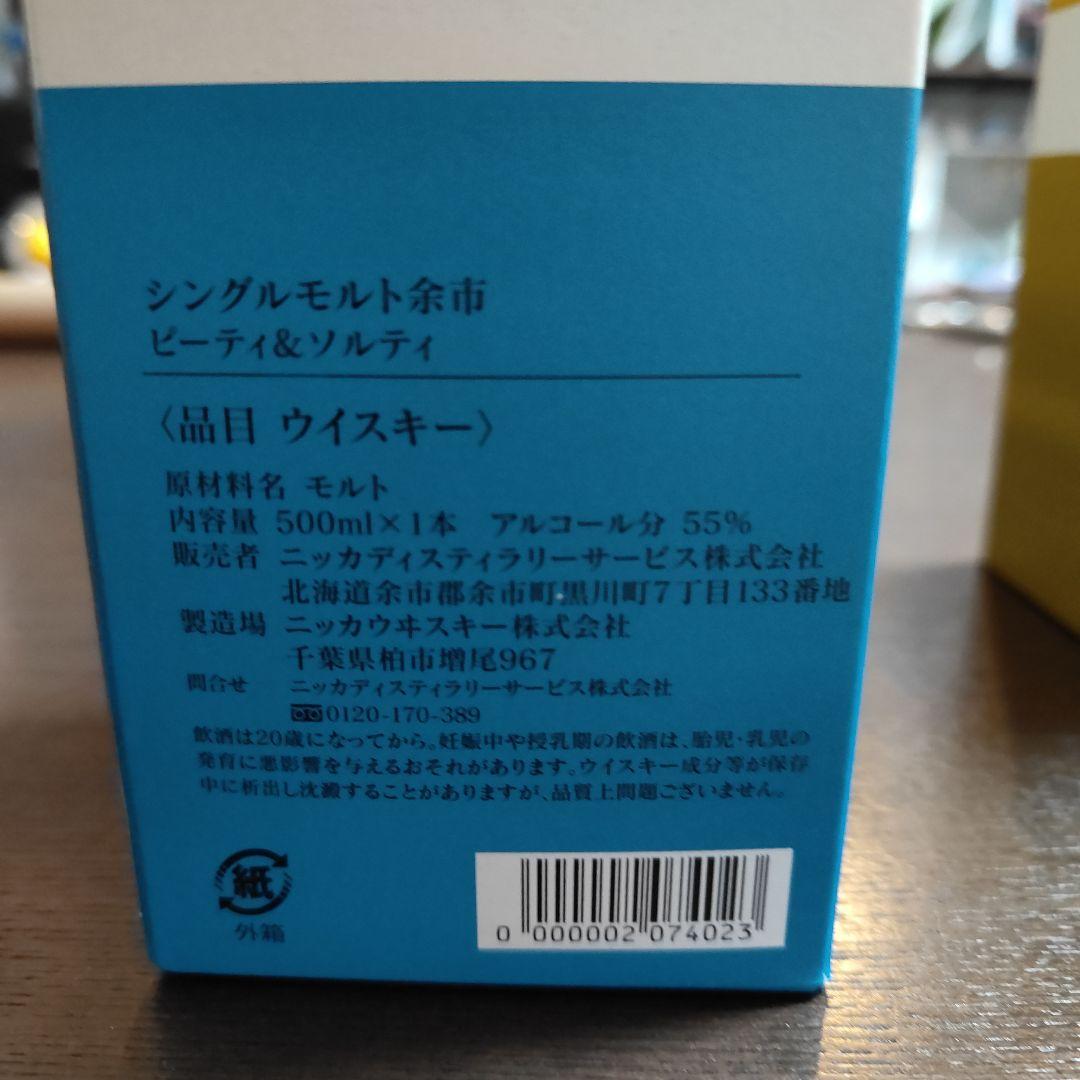 シングルモルト余市
ピーティ&ソルティ
〈品目 ウイスキー〉
原材料名 モルト
内容量 500ml×1本 アルコール分 55%
販売者 ニッカディスティラリーサービス株式会社
北海道余市郡余市町黒川町7丁目133番地
製造場 ニッカウヰスキー株式会社
千葉県柏市増尾967
問合せ ニッカディスティラリーサービス株式会社
0120-170-389
飲酒は20歳になってから。妊娠中や授乳期の飲酒は、胎児・乳児の
発育に悪影響を与えるおそれがあります。ウイスキー成分等が保存
中に析出し沈澱することがありますが、品質上問題ございません。
紙
外箱
0 000002 074023